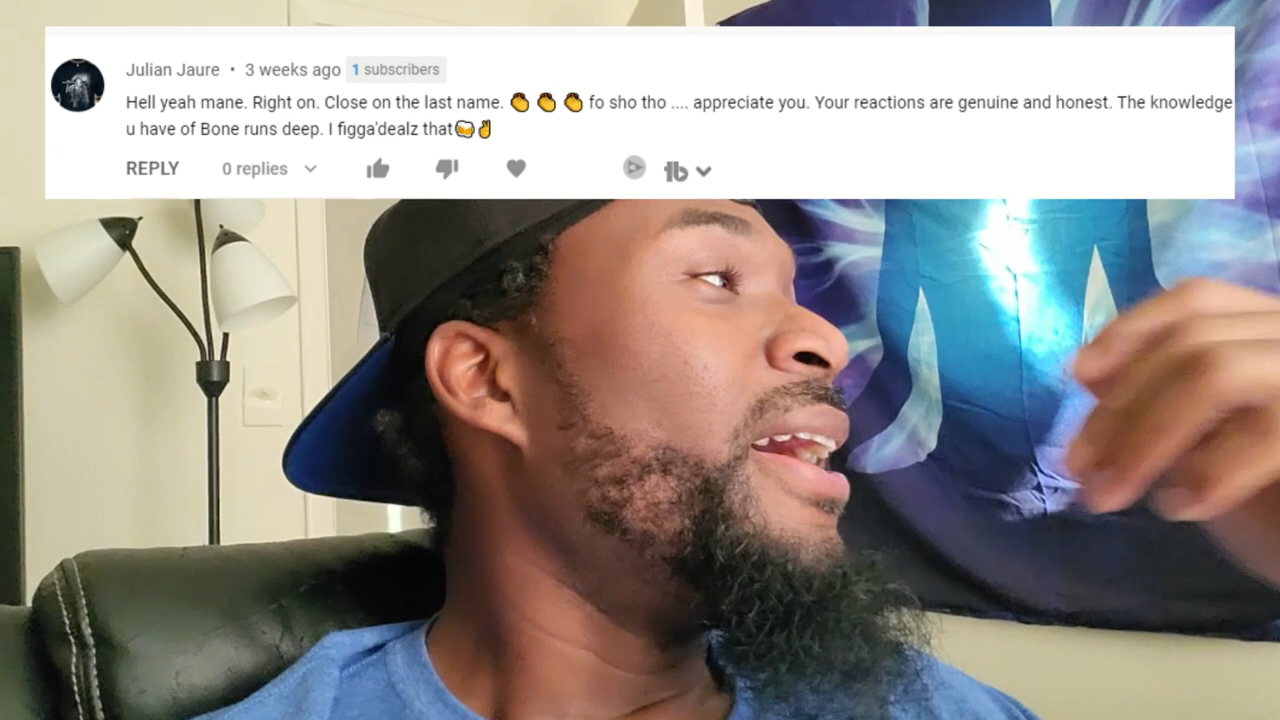 Julian Jaure • 3 weeks ago 1 subscribers
Hell yeah mane. Right on. Close on the last name. 👏 👏 👏 fo sho tho .... appreciate you. Your reactions are genuine and honest. The knowledge
u have of Bone runs deep. I figga'dealz that🍻✌
REPLY 0 replies tb